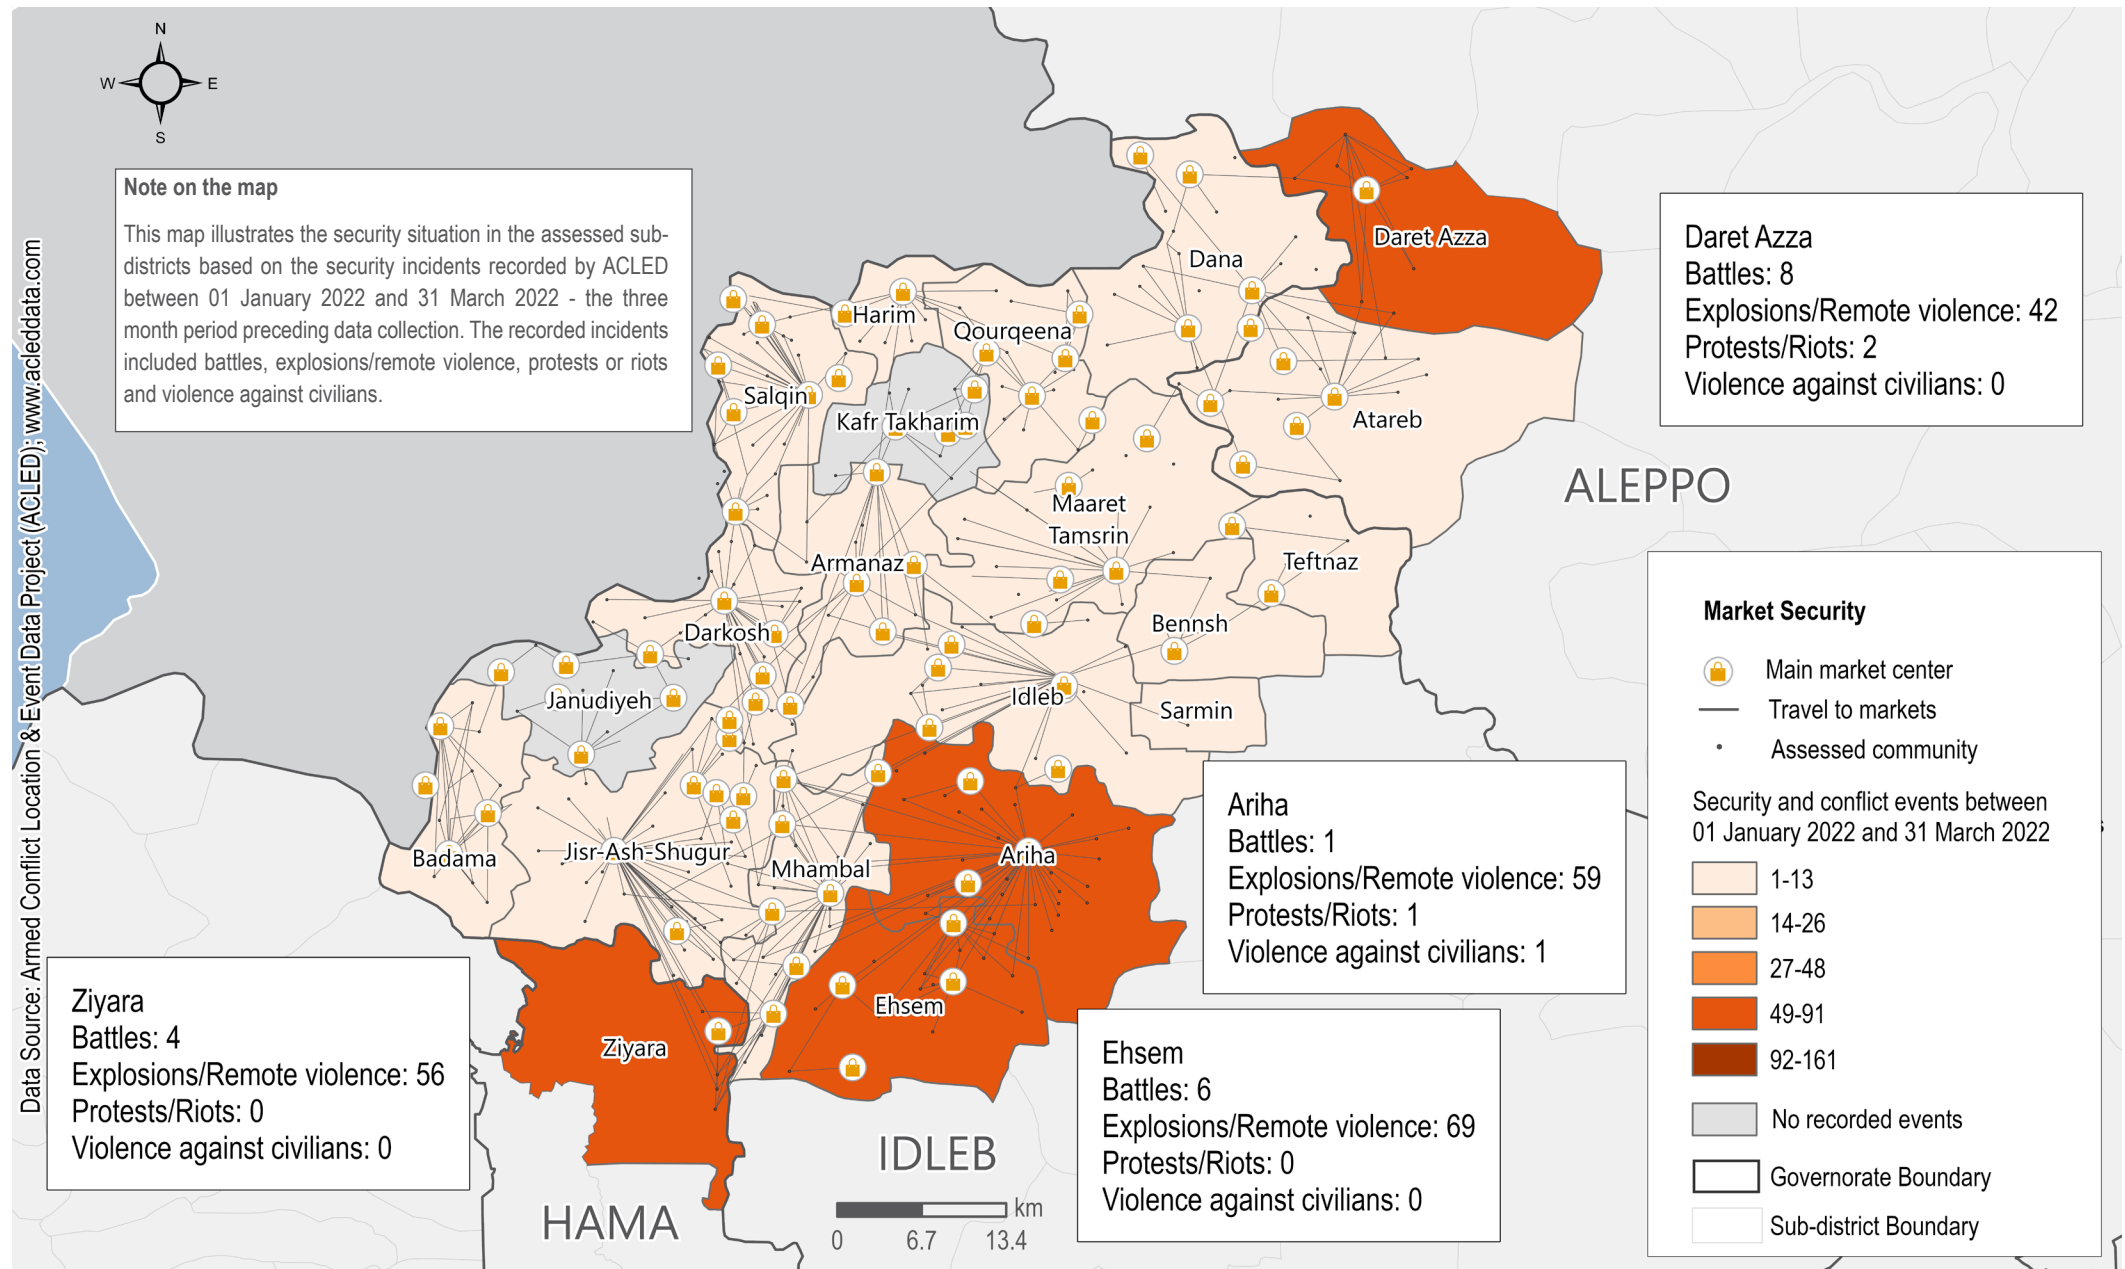 N
W
E
S
Note on the map
This map illustrates the security situation in the assessed sub-
districts based on the security incidents recorded by ACLED
between 01 January 2022 and 31 March 2022 - the three
month period preceding data collection. The recorded incidents
included battles, explosions/remote violence, protests or riots
and violence against civilians.
Data Source: Armed Conflict Location & Event Data Project (ACLED); www.acleddata.com
Daret Azza
Dana
Harim
Qourqeena
Salqin
Kafr Takharim
Atareb
Maaret
Tamsrin
Armanaz
Teftnaz
Bennsh
Darkosh
Janudiyeh
Idleb
Sarmin
Badama
Jisr-Ash-Shugur
Mhambal
Ariha
Ehsem
Ziyara
ALEPPO
IDLEB
HAMA
Daret Azza
Battles: 8
Explosions/Remote violence: 42
Protests/Riots: 2
Violence against civilians: 0
Ariha
Battles: 1
Explosions/Remote violence: 59
Protests/Riots: 1
Violence against civilians: 1
Ziyara
Battles: 4
Explosions/Remote violence: 56
Protests/Riots: 0
Violence against civilians: 0
Ehsem
Battles: 6
Explosions/Remote violence: 69
Protests/Riots: 0
Violence against civilians: 0
km
0 6.7 13.4
Market Security
Main market center
Travel to markets
Assessed community
Security and conflict events between
01 January 2022 and 31 March 2022
1-13
14-26
27-48
49-91
92-161
No recorded events
Governorate Boundary
Sub-district Boundary